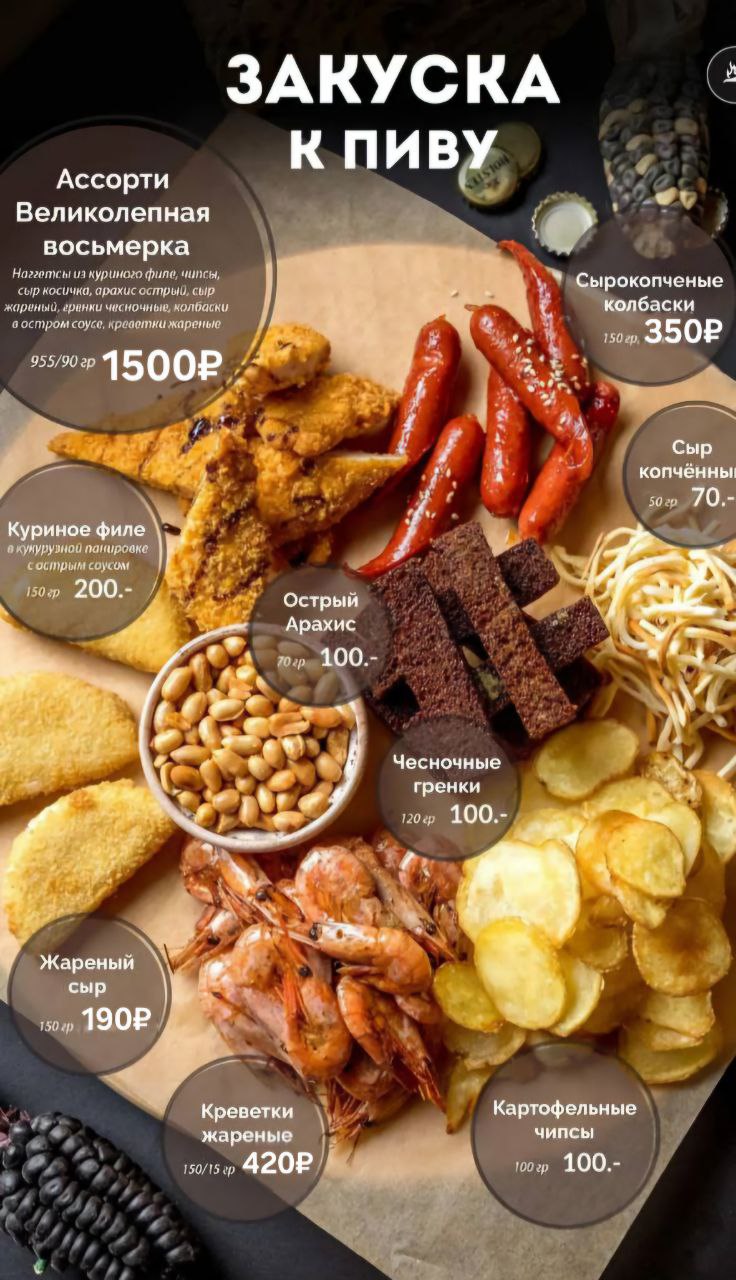 ЗАКУСКА
К ПИВУ
Ассорти
Великолепная
восьмерка
Наггетсы из куриного филе, чипсы,
сыр косичка, арахис острый, сыр
жареный, гренки чесночные, колбаски
в остром соусе, креветки жареные
955/90 гр 1500₽
Сырокопченые
колбаски
150 гр, 350₽
Сыр
копчённы
50 гр 70.-
Куриное филе
в кукурузной панировке
с острым соусом
150 гр 200.-
Острый
Арахис
70 гр 100.-
Чесночные
гренки
120 гр 100.-
Жареный
сыр
150 гр 190₽
Креветки
жареные
150/15 гр 420₽
Картофельные
чипсы
100 гр 100.-
HOLSTEN